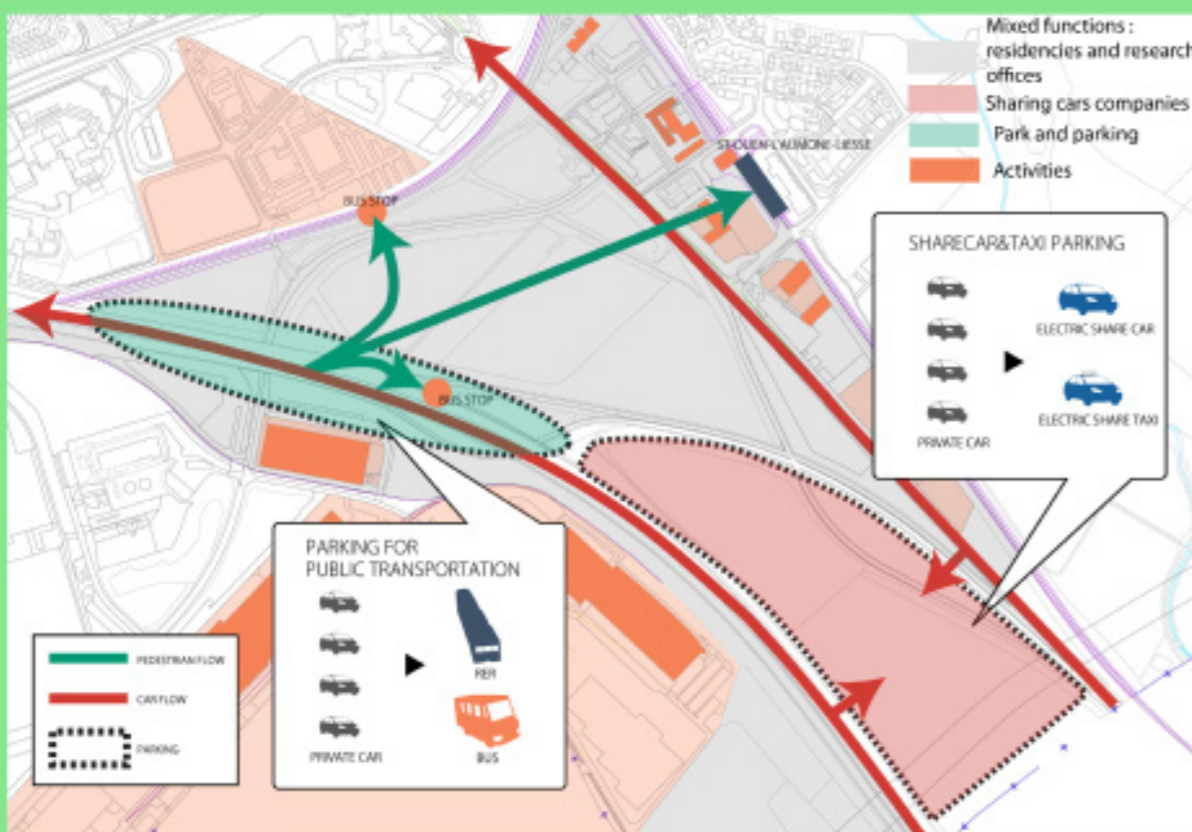 Mixed functions :
residencies and research
offices
Sharing cars companies
Park and parking
Activities
ST-OUEN-L'AUMONE-LIESSE
BUS STOP
BUS STOP
SHARECAR&TAXI PARKING
ELECTRIC SHARE CAR
ELECTRIC SHARE TAXI
PRIVATE CAR
PARKING FOR
PUBLIC TRANSPORTATION
RER
PRIVATE CAR
BUS
PEDESTRIAN FLOW
CAR FLOW
PARKING